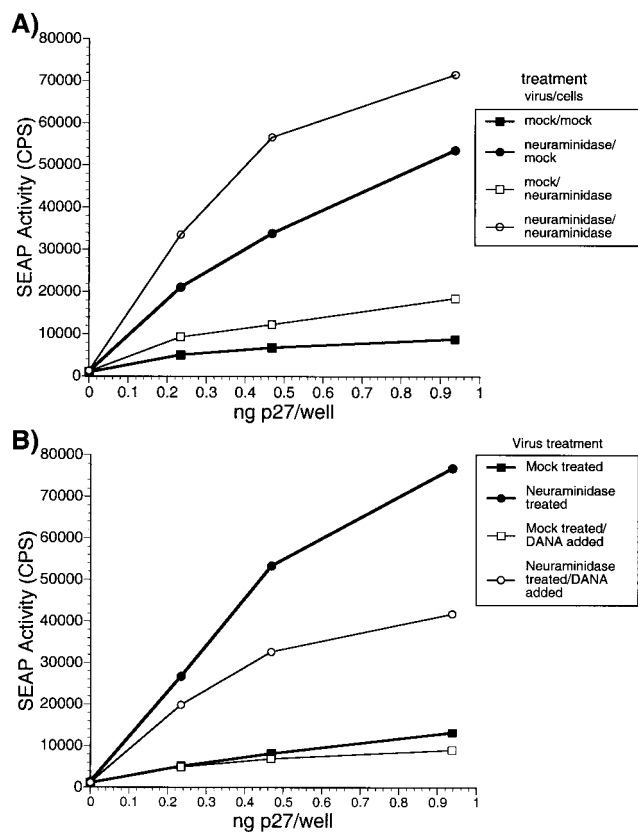 A)
80000
70000
60000
50000
40000
30000
20000
10000
0
SEAP Activity (CPS)
0 0.1 0.2 0.3 0.4 0.5 0.6 0.7 0.8 0.9 1
ng p27/well
treatment
virus/cells
mock/mock
neuraminidase/
mock
mock/
neuraminidase
neuraminidase/
neuraminidase
B)
80000
70000
60000
50000
40000
30000
20000
10000
0
SEAP Activity (CPS)
0 0.1 0.2 0.3 0.4 0.5 0.6 0.7 0.8 0.9 1
ng p27/well
Virus treatment
Mock treated
Neuraminidase
treated
Mock treated/
DANA added
Neuraminidase
treated/DANA
added